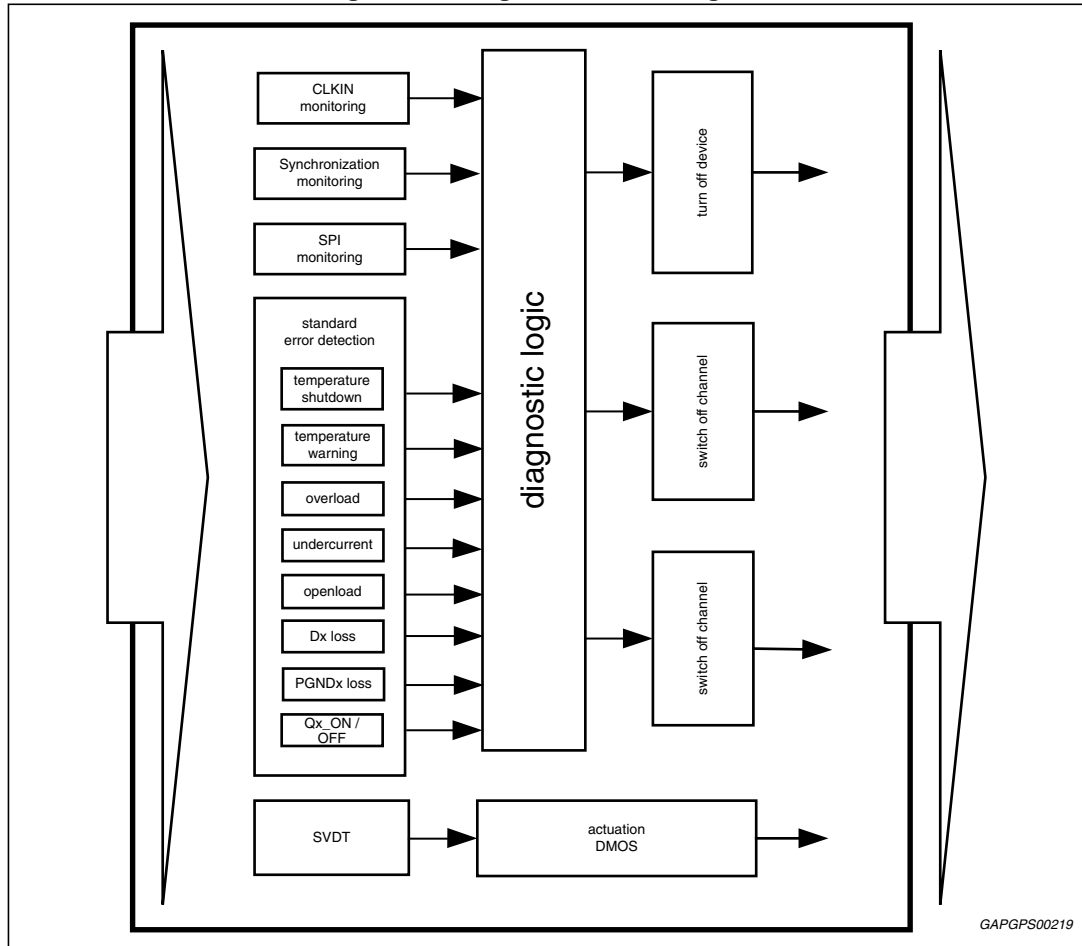 CLKIN
monitoring
Synchronization
monitoring
SPI
monitoring
standard
error detection
temperature
shutdown
temperature
warning
overload
undercurrent
openload
Dx loss
PGNDx loss
Qx_ON /
OFF
SVDT
diagnostic logic
actuation
DMOS
turn off device
switch off channel
switch off channel
GAPGPS00219